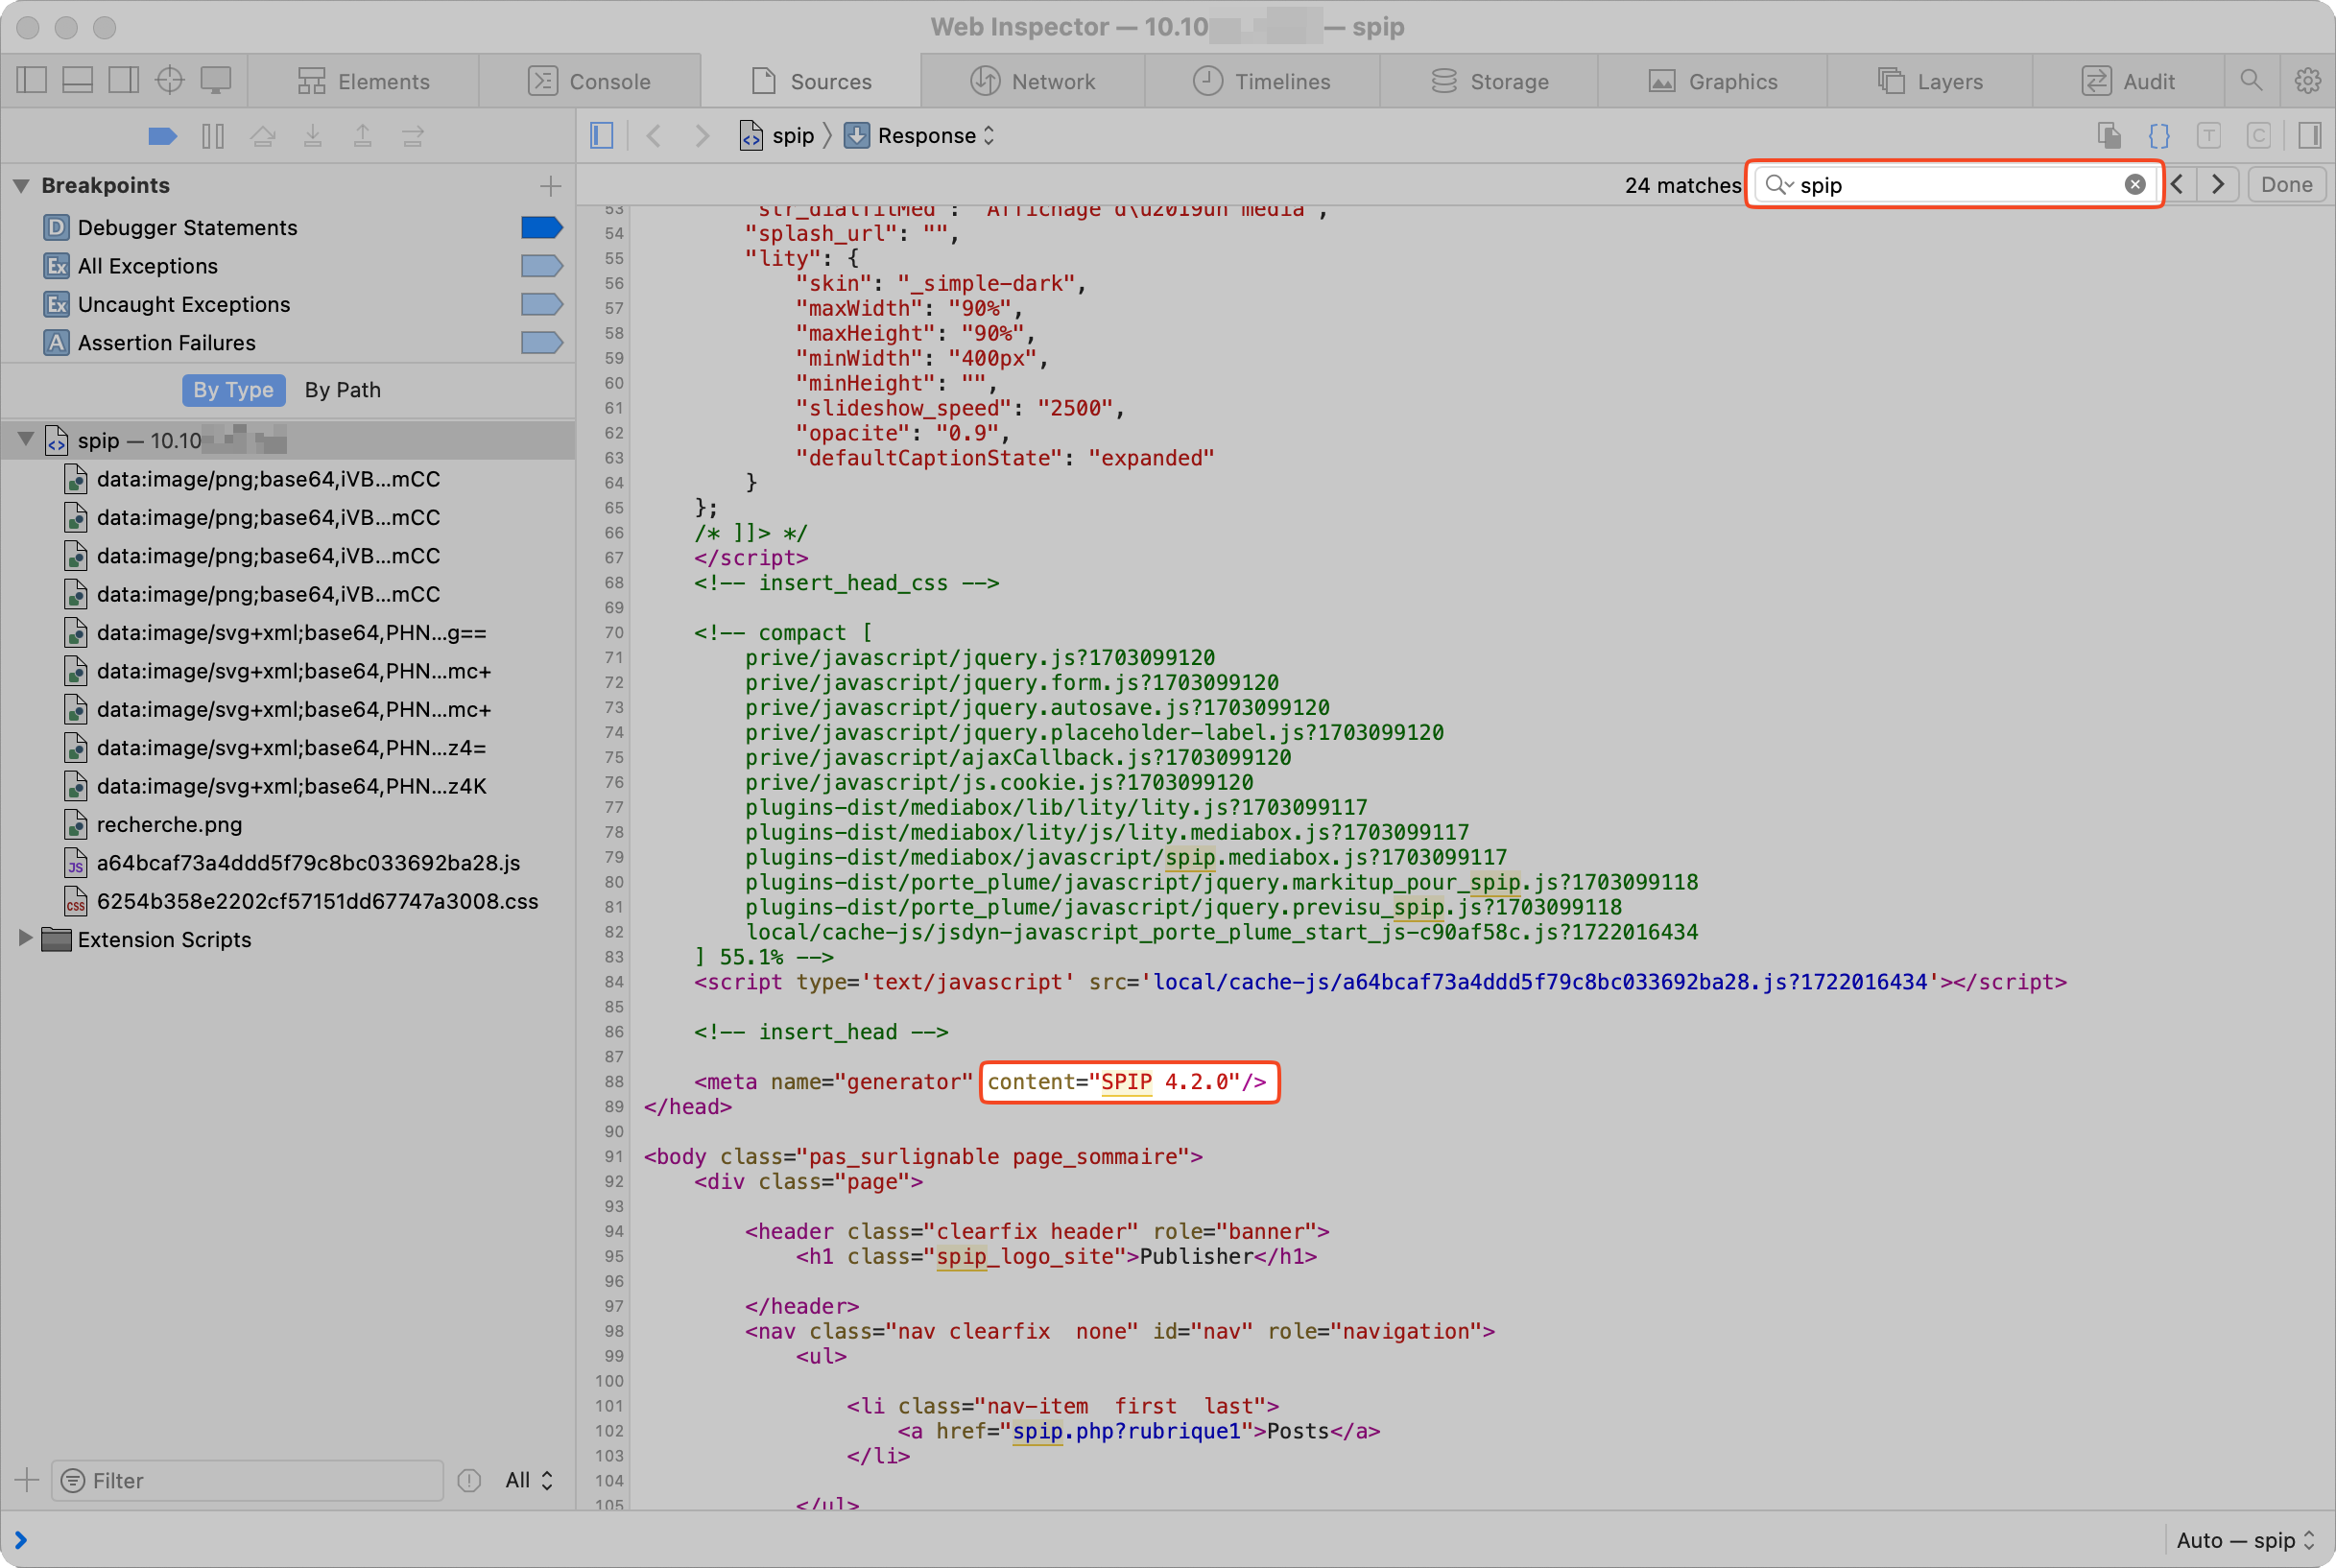 Web Inspector — 10.10 — spip
Elements Console Sources Network Timelines Storage Graphics Layers Audit
spip 〉 Response
Breakpoints
Debugger Statements
All Exceptions
Uncaught Exceptions
Assertion Failures
By Type By Path
spip — 10.10
data:image/png;base64,iVB…mCC
data:image/png;base64,iVB…mCC
data:image/png;base64,iVB…mCC
data:image/png;base64,iVB…mCC
data:image/svg+xml;base64,PHN…g==
data:image/svg+xml;base64,PHN…mc+
data:image/svg+xml;base64,PHN…mc+
data:image/svg+xml;base64,PHN…z4=
data:image/svg+xml;base64,PHN…z4K
recherche.png
JS a64bcaf73a4ddd5f79c8bc033692ba28.js
CSS 6254b358e2202cf57151dd67747a3008.css
Extension Scripts
Filter All
24 matches spip Done
53 "str_diaffitMed": "Affichage d\u2019un media",
54 "splash_url": "",
55 "lity": {
56 "skin": "_simple-dark",
57 "maxWidth": "90%",
58 "maxHeight": "90%",
59 "minWidth": "400px",
60 "minHeight": "",
61 "slideshow_speed": "2500",
62 "opacite": "0.9",
63 "defaultCaptionState": "expanded"
64 }
65 };
66 /* ]]> */
67 </script>
68 <!-- insert_head_css -->
69
70 <!-- compact [
71 prive/javascript/jquery.js?1703099120
72 prive/javascript/jquery.form.js?1703099120
73 prive/javascript/jquery.autosave.js?1703099120
74 prive/javascript/jquery.placeholder-label.js?1703099120
75 prive/javascript/ajaxCallback.js?1703099120
76 prive/javascript/js.cookie.js?1703099120
77 plugins-dist/mediabox/lib/lity/lity.js?1703099117
78 plugins-dist/mediabox/lity/js/lity.mediabox.js?1703099117
79 plugins-dist/mediabox/javascript/spip.mediabox.js?1703099117
80 plugins-dist/porte_plume/javascript/jquery.markitup_pour_spip.js?1703099118
81 plugins-dist/porte_plume/javascript/jquery.previsu_spip.js?1703099118
82 local/cache-js/jsdyn-javascript_porte_plume_start_js-c90af58c.js?1722016434
83 ] 55.1% -->
84 <script type='text/javascript' src='local/cache-js/a64bcaf73a4ddd5f79c8bc033692ba28.js?1722016434'></script>
85
86 <!-- insert_head -->
87
88 <meta name="generator" content="SPIP 4.2.0"/>
89 </head>
90
91 <body class="pas_surlignable page_sommaire">
92 <div class="page">
93
94 <header class="clearfix header" role="banner">
95 <h1 class="spip_logo_site">Publisher</h1>
96
97 </header>
98 <nav class="nav clearfix  none" id="nav" role="navigation">
99 <ul>
100
101 <li class="nav-item  first  last">
102 <a href="spip.php?rubrique1">Posts</a>
103 </li>
104
105 </ul>
Auto — spip